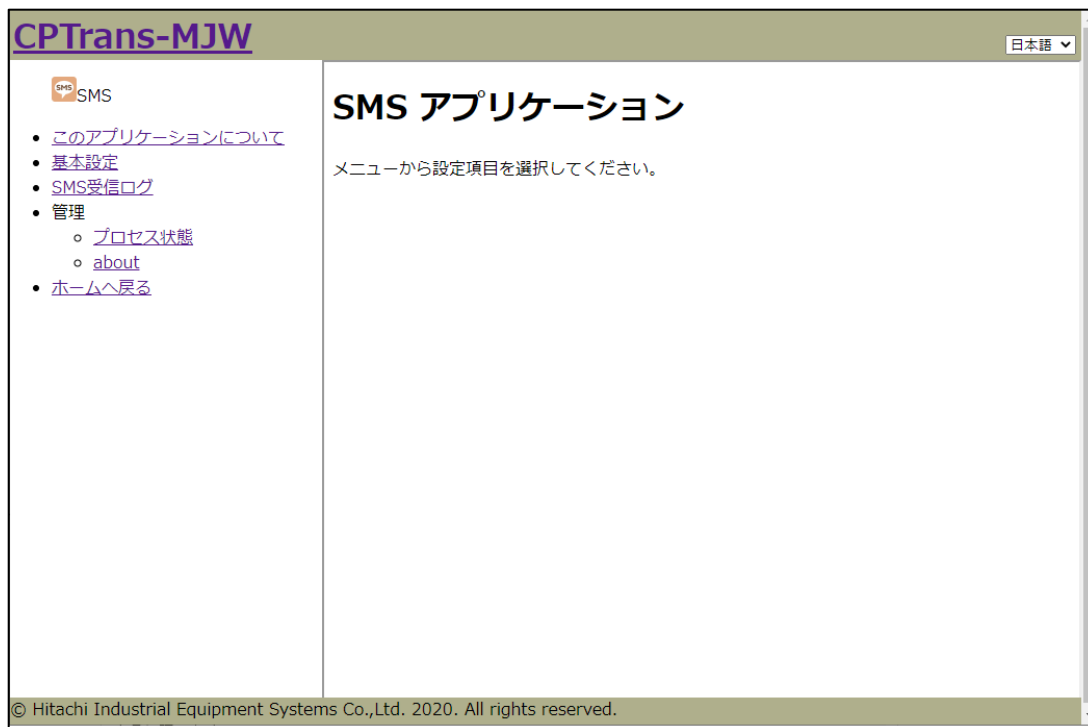 CPTrans-MJW
日本語
SMS
SMS
このアプリケーションについて
基本設定
SMS受信ログ
管理
プロセス状態
about
ホームへ戻る
SMS アプリケーション
メニューから設定項目を選択してください。
© Hitachi Industrial Equipment Systems Co.,Ltd. 2020. All rights reserved.